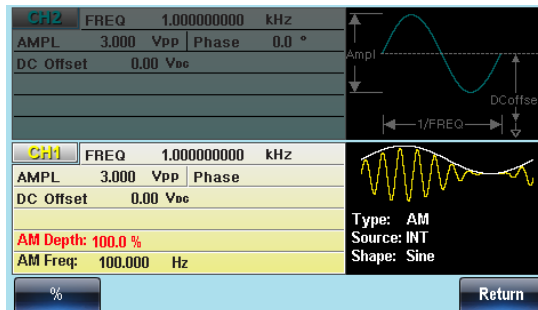 CH2 FREQ 1.000000000 kHz
AMPL 3.000 Vpp Phase 0.0 °
DC Offset 0.00 VDC
Ampl
DCoffse
1/FREQ
CH1 FREQ 1.000000000 kHz
AMPL 3.000 Vpp Phase
DC Offset 0.00 VDC
AM Depth: 100.0 %
AM Freq: 100.000 Hz
Type: AM
Source: INT
Shape: Sine
% Return